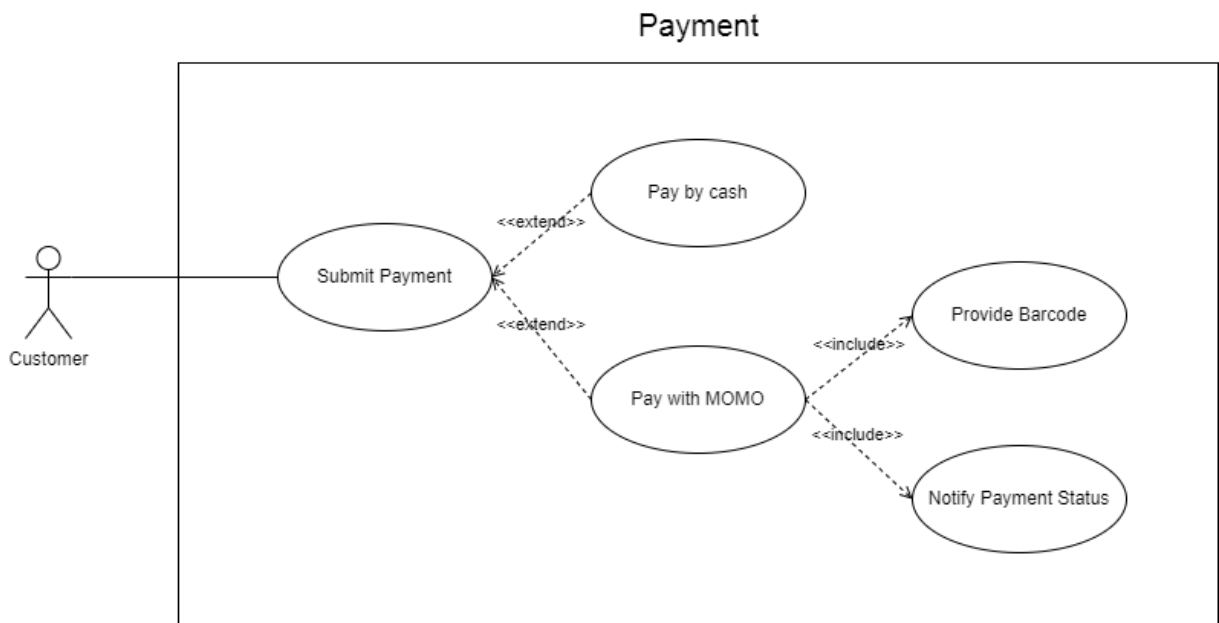 Payment
Pay by cash
<<extend>>
Submit Payment
<<extend>>
Customer
Provide Barcode
<<include>>
Pay with MOMO
<<include>>
Notify Payment Status